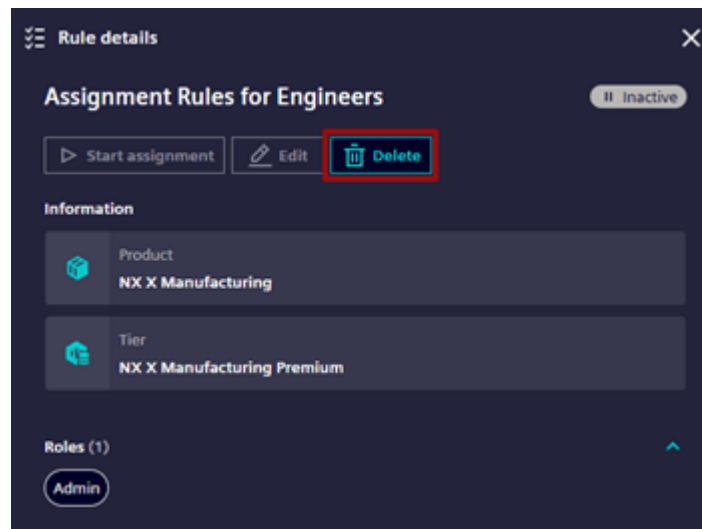 Rule details
Assignment Rules for Engineers
Inactive
Start assignment Edit Delete
Information
Product
NX X Manufacturing
Tier
NX X Manufacturing Premium
Roles (1)
Admin